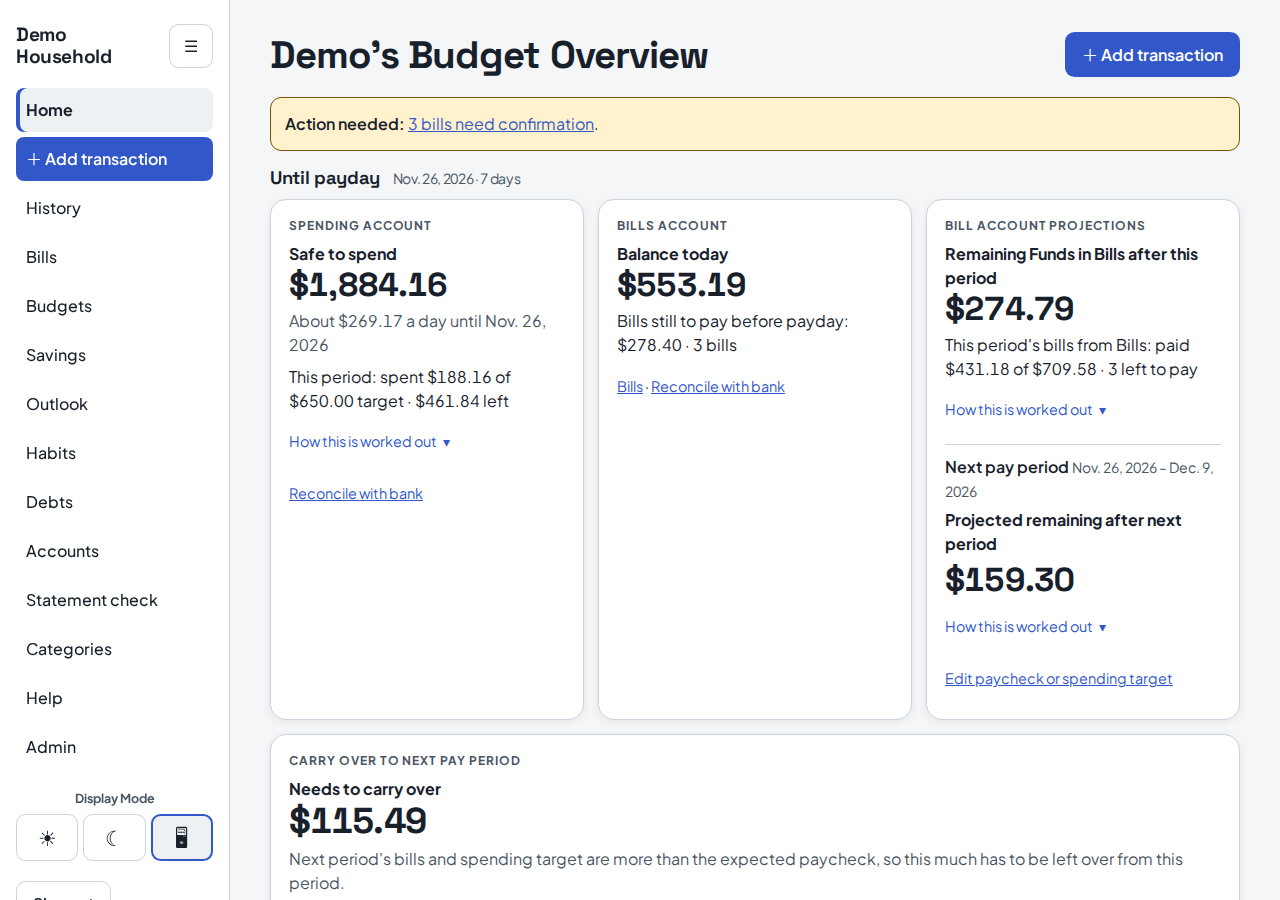 Demo
Household
☰
Home
+ Add transaction
History
Bills
Budgets
Savings
Outlook
Habits
Debts
Accounts
Statement check
Categories
Help
Admin
Display Mode
Demo's Budget Overview
+ Add transaction
Action needed: 3 bills need confirmation.
Until payday Nov. 26, 2026 · 7 days
SPENDING ACCOUNT
Safe to spend
$1,884.16
About $269.17 a day until Nov. 26,
2026
This period: spent $188.16 of
$650.00 target · $461.84 left
How this is worked out ▼
Reconcile with bank
BILLS ACCOUNT
Balance today
$553.19
Bills still to pay before payday:
$278.40 · 3 bills
Bills · Reconcile with bank
BILL ACCOUNT PROJECTIONS
Remaining Funds in Bills after this
period
$274.79
This period's bills from Bills: paid
$431.18 of $709.58 · 3 left to pay
How this is worked out ▼
Next pay period Nov. 26, 2026 – Dec. 9,
2026
Projected remaining after next
period
$159.30
How this is worked out ▼
Edit paycheck or spending target
CARRY OVER TO NEXT PAY PERIOD
Needs to carry over
$115.49
Next period's bills and spending target are more than the expected paycheck, so this much has to be left over from this
period.